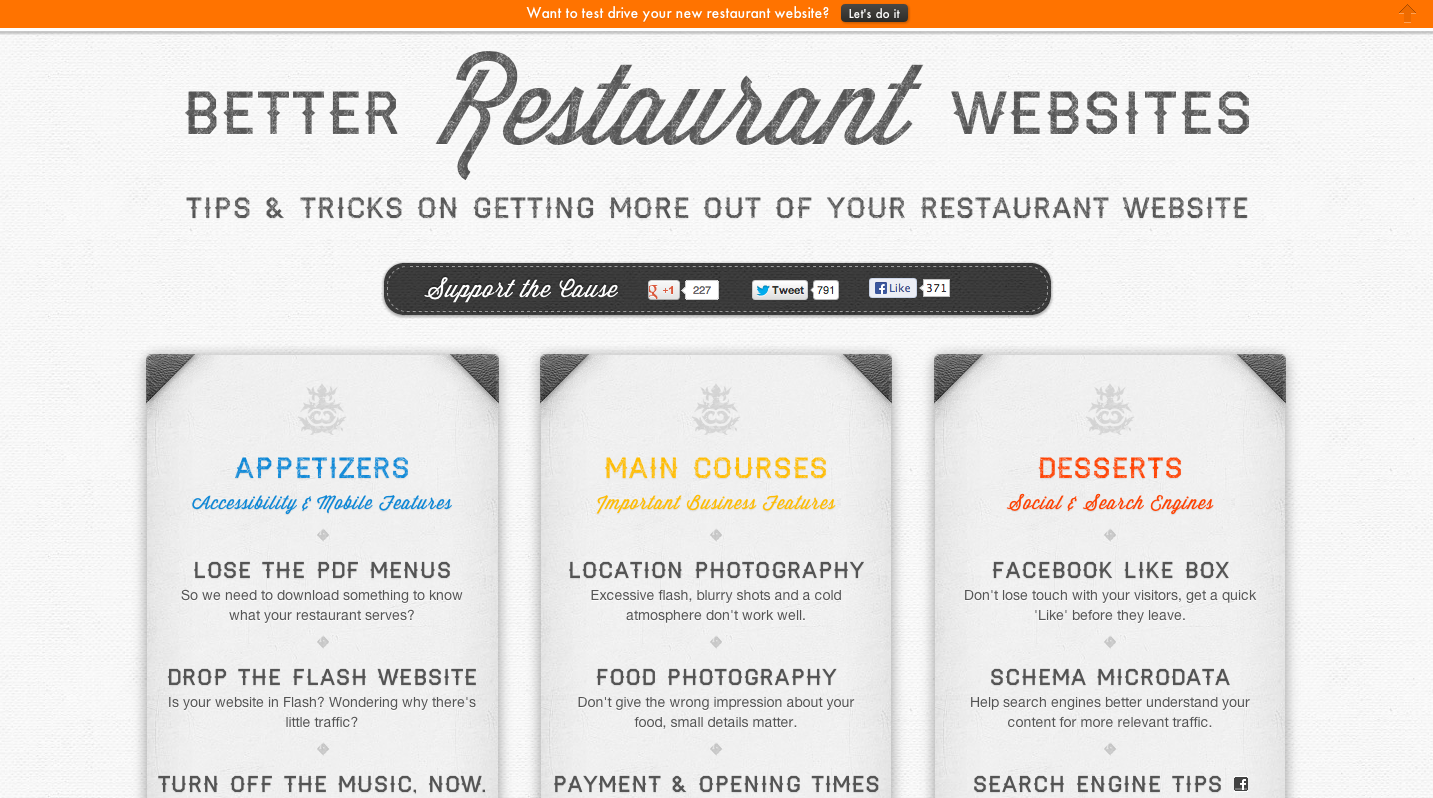 Want to test drive your new restaurant website? Let's do it
BETTER Restaurant WEBSITES
TIPS & TRICKS ON GETTING MORE OUT OF YOUR RESTAURANT WEBSITE
Support the Cause +1 227 Tweet 791 Like 371
APPETIZERS
Accessibility & Mobile Features
LOSE THE PDF MENUS
So we need to download something to know
what your restaurant serves?
DROP THE FLASH WEBSITE
Is your website in Flash? Wondering why there's
little traffic?
TURN OFF THE MUSIC, NOW.
MAIN COURSES
Important Business Features
LOCATION PHOTOGRAPHY
Excessive flash, blurry shots and a cold
atmosphere don't work well.
FOOD PHOTOGRAPHY
Don't give the wrong impression about your
food, small details matter.
PAYMENT & OPENING TIMES
DESSERTS
Social & Search Engines
FACEBOOK LIKE BOX
Don't lose touch with your visitors, get a quick
'Like' before they leave.
SCHEMA MICRODATA
Help search engines better understand your
content for more relevant traffic.
SEARCH ENGINE TIPS